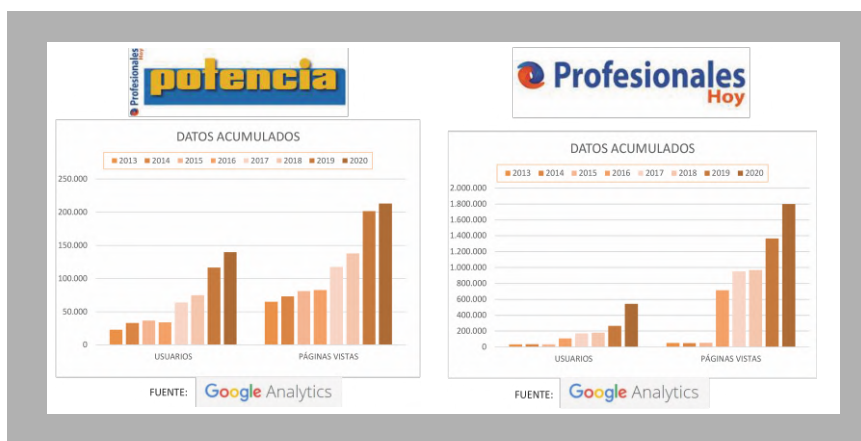 Profesionales
Hoy
potencia
DATOS ACUMULADOS
2013 2014 2015 2016 2017 2018 2019 2020
250.000
200.000
150.000
100.000
50.000
0
USUARIOS PÁGINAS VISTAS
FUENTE: Google Analytics
Profesionales
Hoy
DATOS ACUMULADOS
2013 2014 2015 2016 2017 2018 2019 2020
2.000.000
1.800.000
1.600.000
1.400.000
1.200.000
1.000.000
800.000
600.000
400.000
200.000
0
USUARIOS PÁGINAS VISTAS
FUENTE: Google Analytics